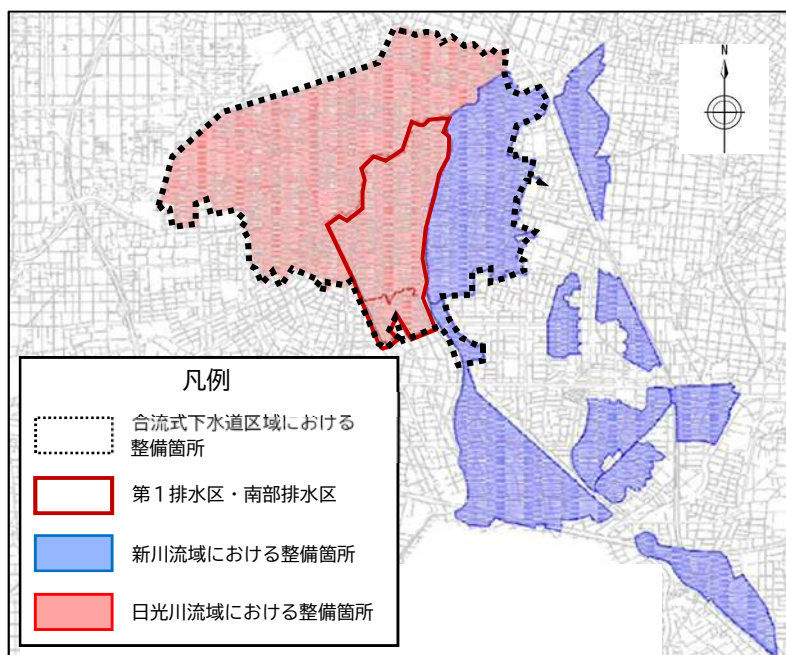 N
凡例
合流式下水道区域における
整備箇所
第1排水区・南部排水区
新川流域における整備箇所
日光川流域における整備箇所